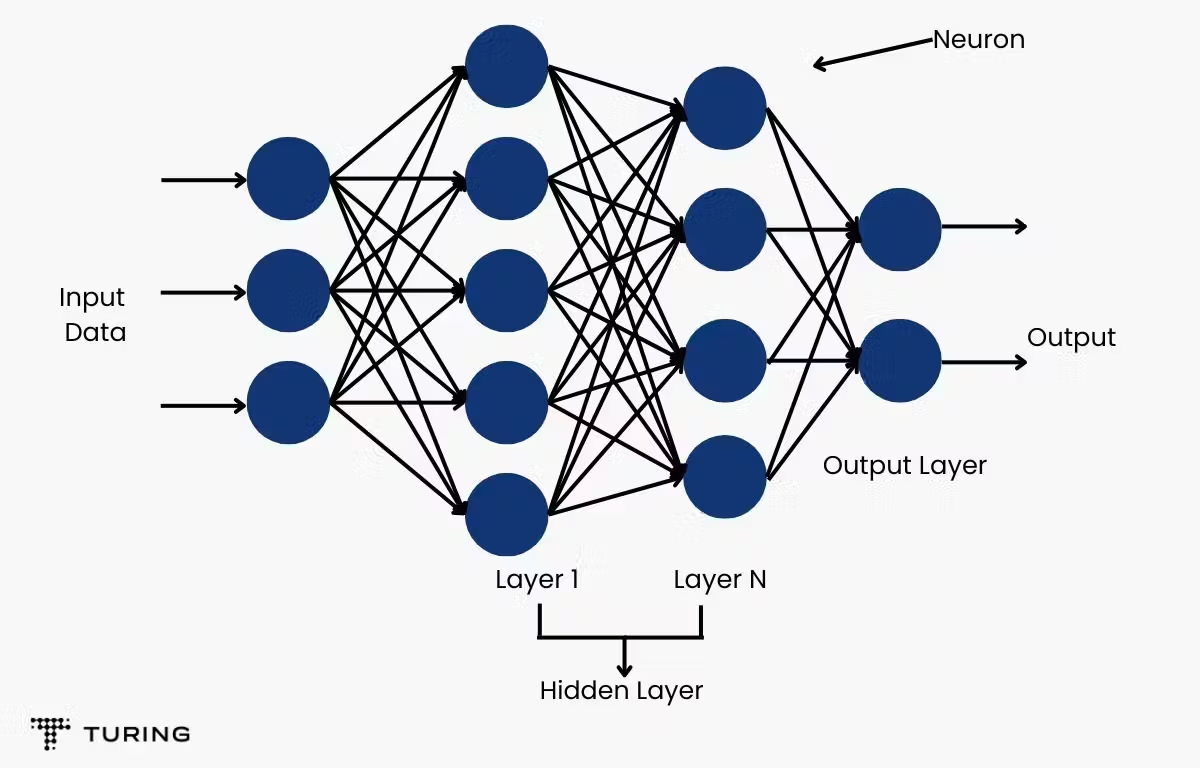 Neuron
Input
Data
Output
Output Layer
Layer 1
Layer N
Hidden Layer
TURING